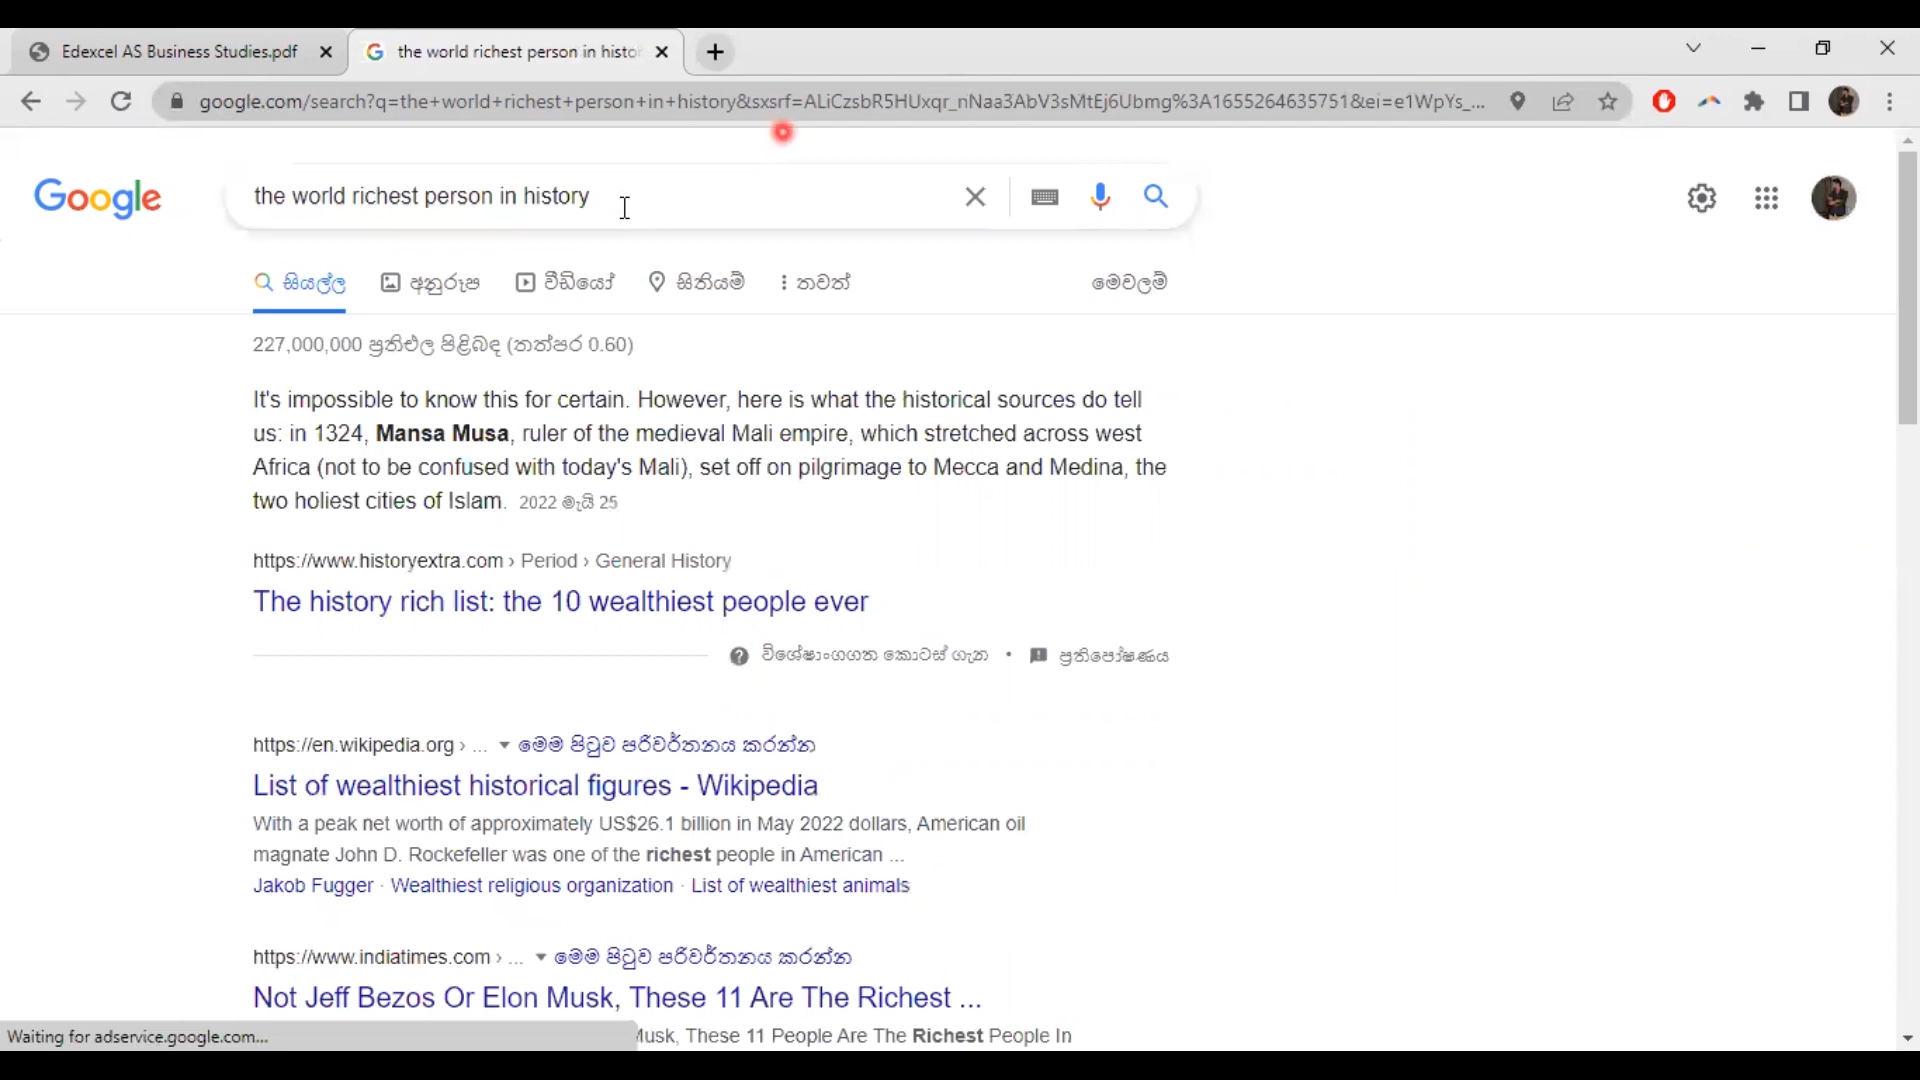 Edexcel AS Business Studies.pdf
the world richest person in histo
google.com/search?q=the+world+richest+person+in+history&sxsrf=ALiCzsbR5HUxqr_nNaa3AbV3sMtEj6Ubmg%3A1655264635751&ei=e1WpYs_...
Google
the world richest person in history
සියල්ල අනුරූප වීඩියෝ සිතියම් තවත් මෙවලම්
227,000,000 ප්‍රතිඵල පිළිබඳ (තත්පර 0.60)
It's impossible to know this for certain. However, here is what the historical sources do tell
us: in 1324, Mansa Musa, ruler of the medieval Mali empire, which stretched across west
Africa (not to be confused with today's Mali), set off on pilgrimage to Mecca and Medina, the
two holiest cities of Islam. 2022 මැයි 25
https://www.historyextra.com › Period › General History
The history rich list: the 10 wealthiest people ever
විශේෂාංගගත කොටස් ගැන • ප්‍රතිපෝෂණය
https://en.wikipedia.org › ... මෙම පිටුව පරිවර්තනය කරන්න
List of wealthiest historical figures - Wikipedia
With a peak net worth of approximately US$26.1 billion in May 2022 dollars, American oil
magnate John D. Rockefeller was one of the richest people in American ...
Jakob Fugger · Wealthiest religious organization · List of wealthiest animals
https://www.indiatimes.com › ... මෙම පිටුව පරිවර්තනය කරන්න
Not Jeff Bezos Or Elon Musk, These 11 Are The Richest ...
Waiting for adservice.google.com... Musk, These 11 People Are The Richest People In